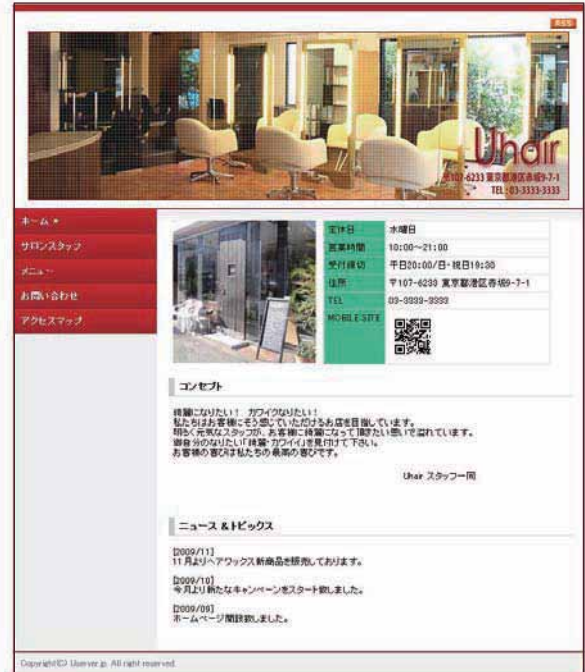 RSS
Uhair
〒107-6233 東京都港区赤坂9-7-1
TEL : 03-3333-3333
ホーム
サロンスタッフ
メニュー
お問い合わせ
アクセスマップ
定休日 水曜日
営業時間 10:00~21:00
受付締切 平日20:00/日・祝日19:30
住所 〒107-6233 東京都港区赤坂9-7-1
TEL 03-3333-3333
MOBILE SITE
コンセプト
綺麗になりたい! カワイクなりたい!
私たちはお客様にそう感じていただけるお店を目指しています。
明るく元気なスタッフが、お客様に綺麗になって頂きたい思いで溢れています。
御自分のなりたい「綺麗・カワイイ」を見付けて下さい。
お客様の喜びは私たちの最高の喜びです。
Uhair スタッフ一同
ニュース &トピックス
[2009/11]
11月よりヘアワックス新商品を販売しております。
[2009/10]
今月より新たなキャンペーンをスタート致しました。
[2009/09]
ホームページ開設致しました。
Copyright(C) Userver.jp. All right reserved.